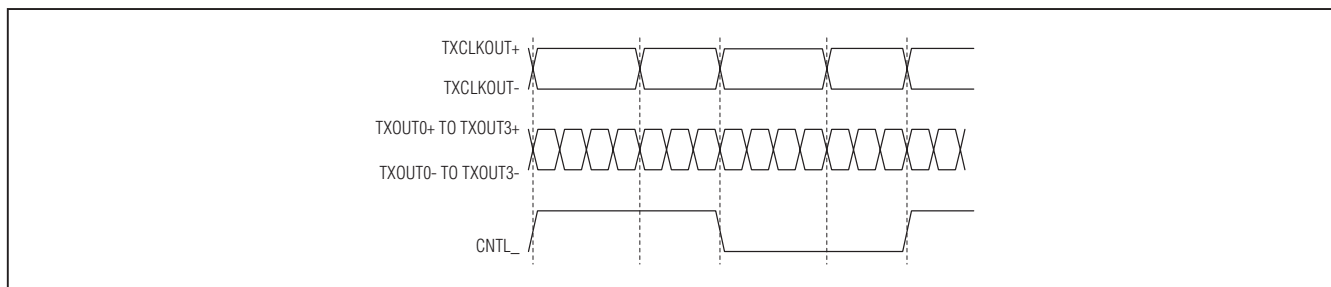 TXCLKOUT+
TXCLKOUT-
TXOUT0+ TO TXOUT3+
TXOUT0- TO TXOUT3-
CNTL_